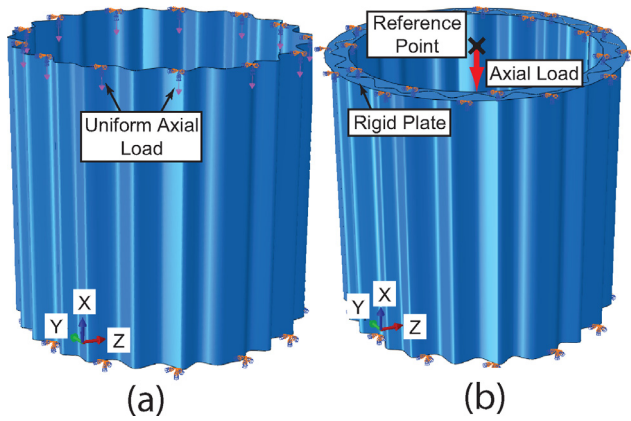 Uniform Axial
Load
X
Y
Z
(a)
Reference
Point
Axial Load
Rigid Plate
X
Y
Z
(b)